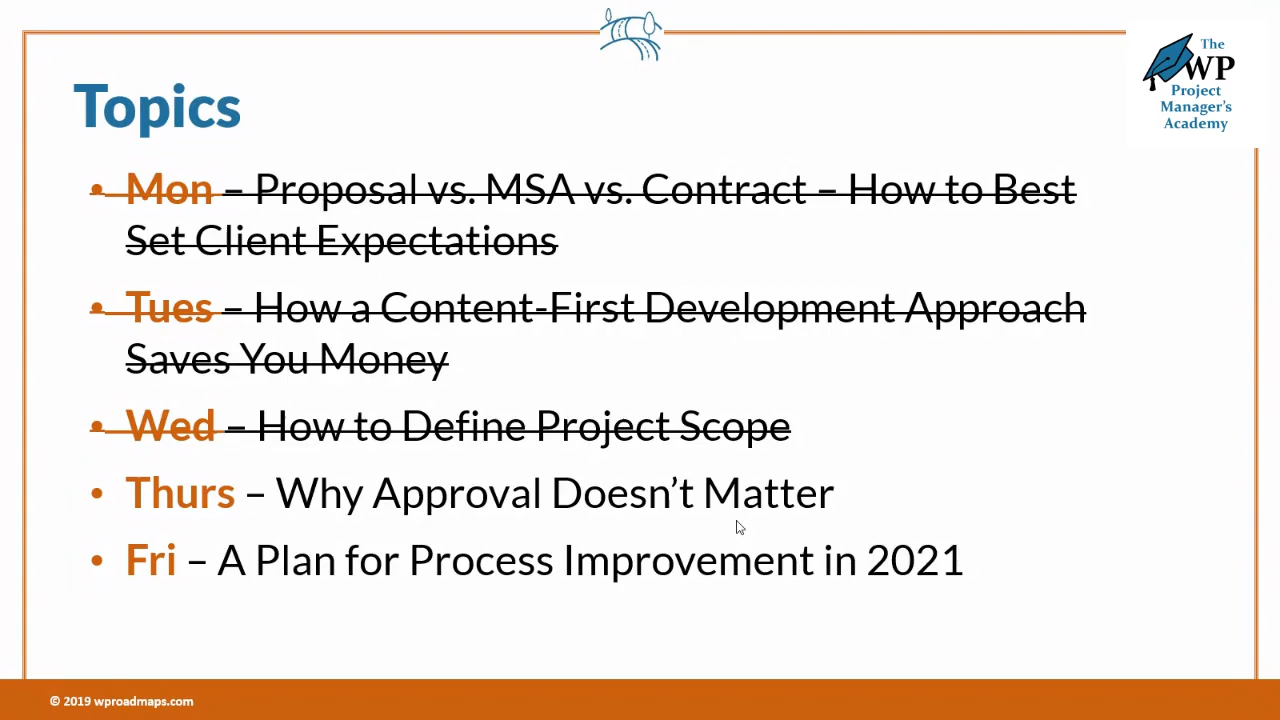 The
WP
Project
Manager's
Academy
Topics
• Mon – Proposal vs. MSA vs. Contract – How to Best
Set Client Expectations
• Tues – How a Content-First Development Approach
Saves You Money
• Wed – How to Define Project Scope
• Thurs – Why Approval Doesn’t Matter
• Fri – A Plan for Process Improvement in 2021
© 2019 wproadmaps.com